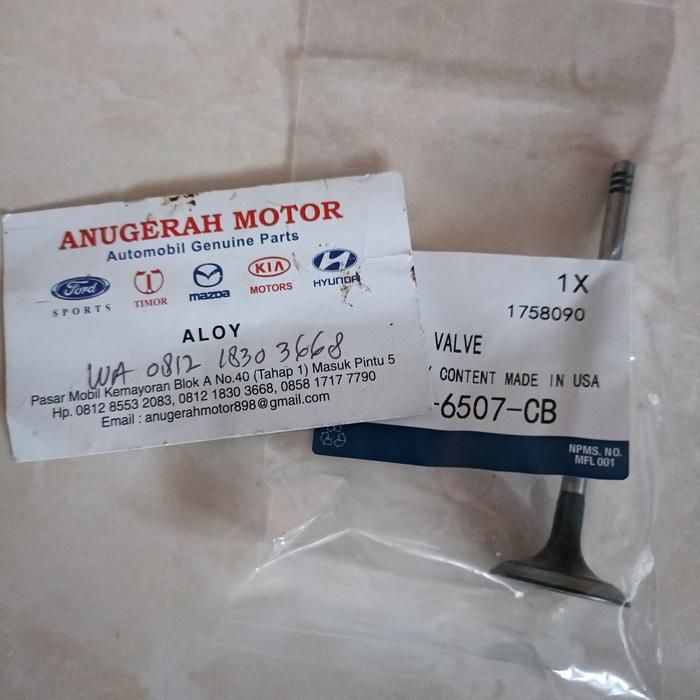 ANUGERAH MOTOR
Automobil Genuine Parts
Ford
SPORTS
TIMOR
mazda
KIA
MOTORS
HYUNDAI
ALOY
WA 0812 1830 3668
Pasar Mobil Kemayoran Blok A No.40 (Tahap 1) Masuk Pintu 5
Hp. 0812 8553 2083, 0812 1830 3668, 0858 1717 7790
Email : anugerahmotor898@gmail.com
1X
1758090
VALVE
CONTENT MADE IN USA
-6507-CB
NPMS. NO.
MFL 001